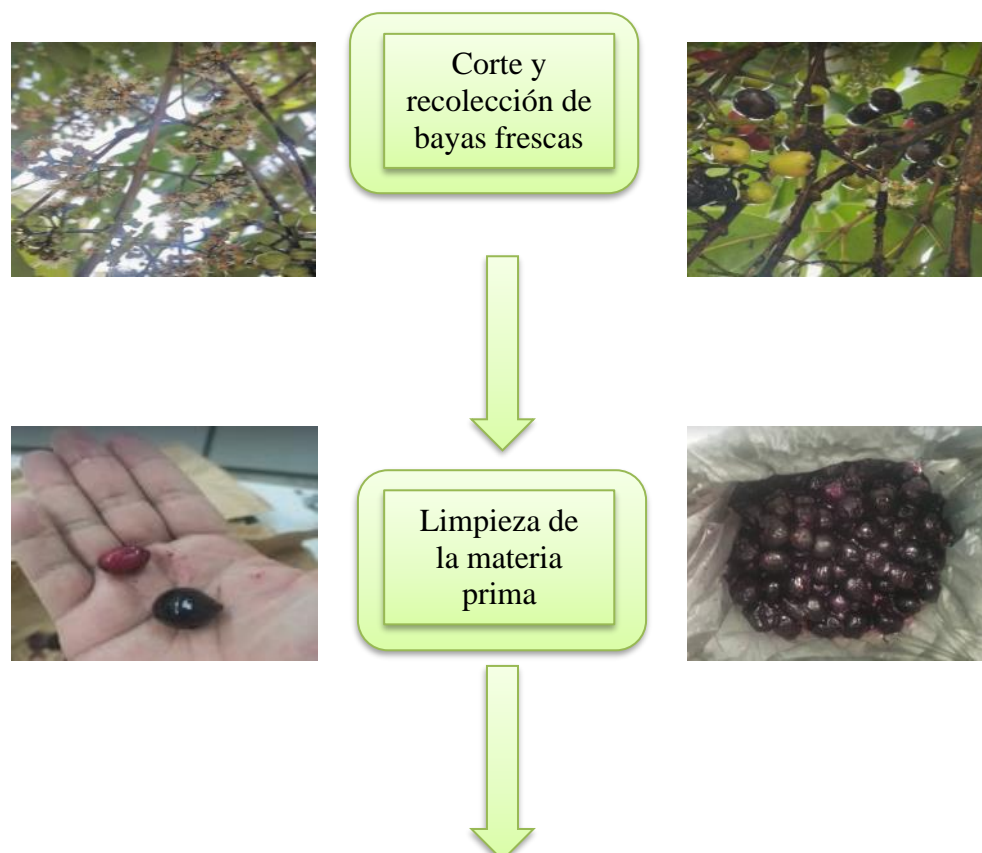 Corte y
recolección de
bayas frescas
Limpieza de
la materia
prima